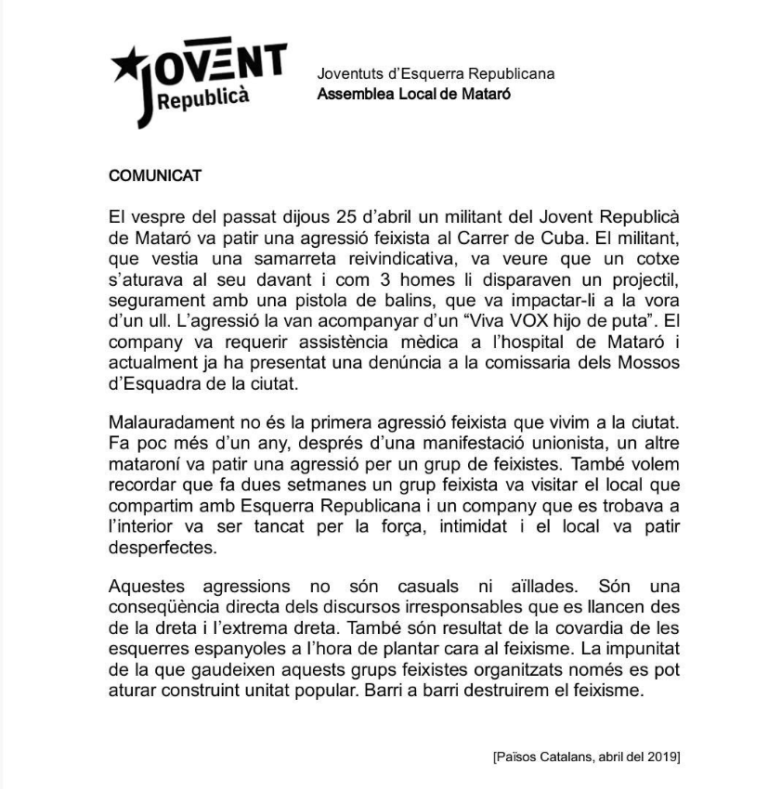 JOVENT
Republicà
Joventuts d’Esquerra Republicana
Assemblea Local de Mataró
COMUNICAT
El vespre del passat dijous 25 d’abril un militant del Jovent Republicà
de Mataró va patir una agressió feixista al Carrer de Cuba. El militant,
que vestia una samarreta reivindicativa, va veure que un cotxe
s’aturava al seu davant i com 3 homes li disparaven un projectil,
segurament amb una pistola de balins, que va impactar-li a la vora
d’un ull. L’agressió la van acompanyar d’un “Viva VOX hijo de puta”. El
company va requerir assistència mèdica a l’hospital de Mataró i
actualment ja ha presentat una denúncia a la comissaria dels Mossos
d’Esquadra de la ciutat.
Malauradament no és la primera agressió feixista que vivim a la ciutat.
Fa poc més d’un any, després d’una manifestació unionista, un altre
mataroní va patir una agressió per un grup de feixistes. També volem
recordar que fa dues setmanes un grup feixista va visitar el local que
compartim amb Esquerra Republicana i un company que es trobava a
l’interior va ser tancat per la força, intimidat i el local va patir
desperfectes.
Aquestes agressions no són casuals ni aïllades. Són una
conseqüència directa dels discursos irresponsables que es llancen des
de la dreta i l’extrema dreta. També són resultat de la covardia de les
esquerres espanyoles a l’hora de plantar cara al feixisme. La impunitat
de la que gaudeixen aquests grups feixistes organitzats només es pot
aturar construint unitat popular. Barri a barri destruirem el feixisme.
[Països Catalans, abril del 2019]